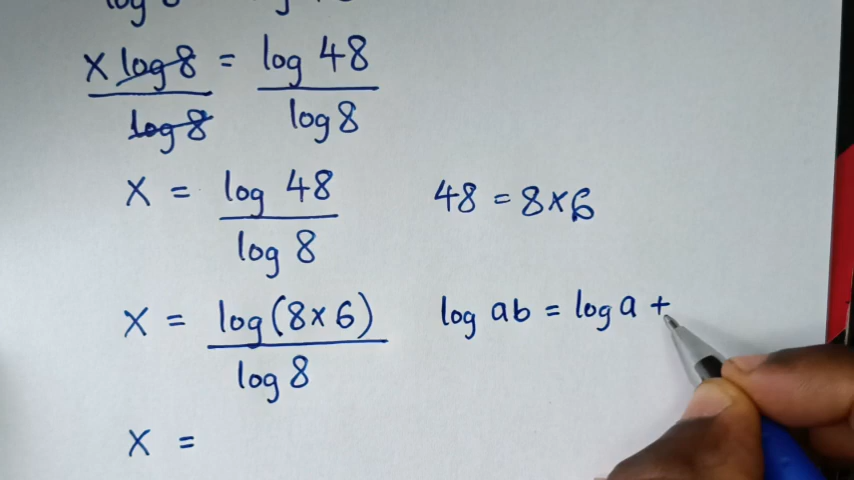 x log 8 = log 48
log 8 log 8
x = log 48 48 = 8×6
log 8
x = log(8×6) log ab = log a +
log 8
x =